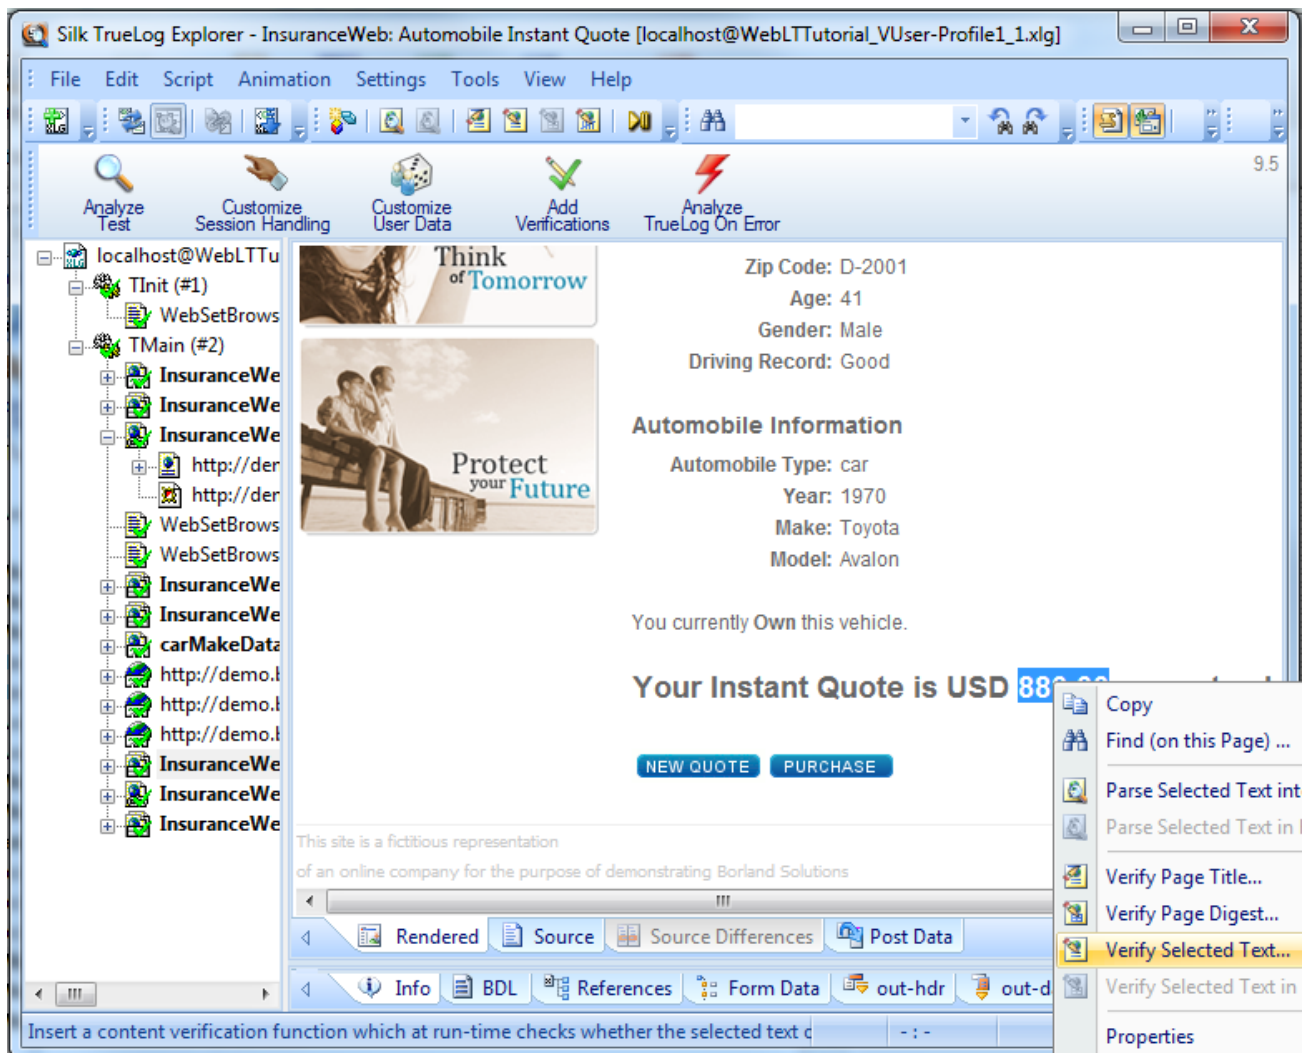 Silk TrueLog Explorer - InsuranceWeb: Automobile Instant Quote [localhost@WebLTTutorial_VUser-Profile1_1.xlg]
File Edit Script Animation Settings Tools View Help
9.5
Analyze Test
Customize Session Handling
Customize User Data
Add Verifications
Analyze TrueLog On Error
localhost@WebLTTu
TInit (#1)
WebSetBrows
TMain (#2)
InsuranceWe
InsuranceWe
InsuranceWe
http://der
http://der
WebSetBrows
WebSetBrows
InsuranceWe
InsuranceWe
carMakeData
http://demo.b
http://demo.b
http://demo.b
InsuranceWe
InsuranceWe
InsuranceWe
Think
of Tomorrow
Protect
your Future
Zip Code: D-2001
Age: 41
Gender: Male
Driving Record: Good
Automobile Information
Automobile Type: car
Year: 1970
Make: Toyota
Model: Avalon
You currently Own this vehicle.
Your Instant Quote is USD
NEW QUOTE PURCHASE
This site is a fictitious representation
of an online company for the purpose of demonstrating Borland Solutions
Copy
Find (on this Page) ...
Parse Selected Text int
Parse Selected Text in
Verify Page Title...
Verify Page Digest...
Verify Selected Text...
Verify Selected Text in
Properties
Rendered Source Source Differences Post Data
Info BDL References Form Data out-hdr out-d
Insert a content verification function which at run-time checks whether the selected text
- : -